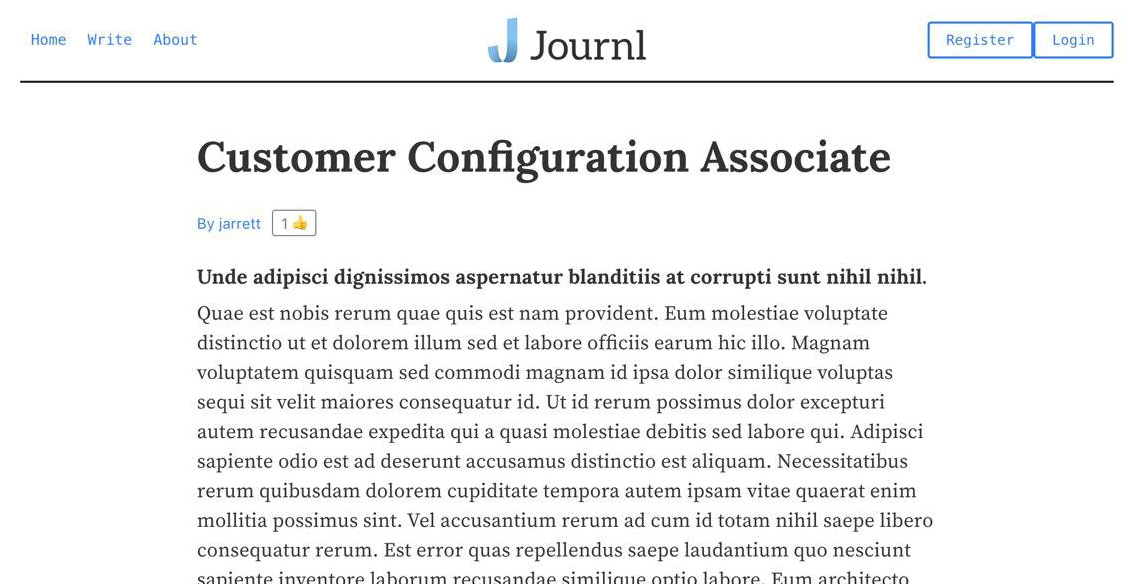 Home Write About
Journl
Register Login
Customer Configuration Associate
By jarrett 1 👍
Unde adipisci dignissimos aspernatur blanditiis at corrupti sunt nihil nihil.
Quae est nobis rerum quae quis est nam provident. Eum molestiae voluptate
distinctio ut et dolorem illum sed et labore officiis earum hic illo. Magnam
voluptatem quisquam sed commodi magnam id ipsa dolor similique voluptas
sequi sit velit maiores consequatur id. Ut id rerum possimus dolor excepturi
autem recusandae expedita qui a quasi molestiae debitis sed labore qui. Adipisci
sapiente odio est ad deserunt accusamus distinctio est aliquam. Necessitatibus
rerum quibusdam dolorem cupiditate tempora autem ipsam vitae quaerat enim
mollitia possimus sint. Vel accusantium rerum ad cum id totam nihil saepe libero
consequatur rerum. Est error quas repellendus saepe laudantium quo nesciunt
sapiente inventore laborum recusandae similique optio labore. Eum architecto